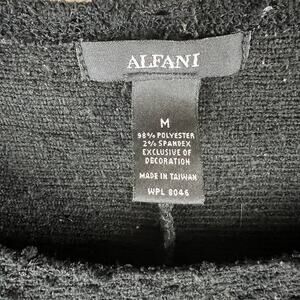 ALFANI
M
98% POLYESTER
2% SPANDEX
EXCLUSIVE OF
DECORATION
MADE IN TAIWAN
WPL 8046